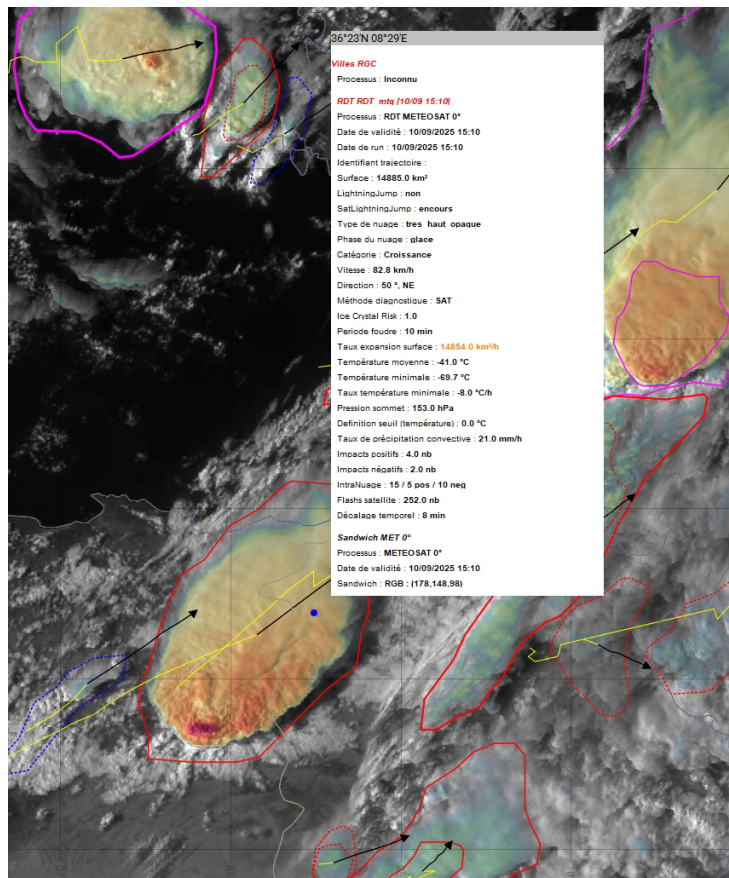 36°23'N 08°29'E
Villes RGC
Processus : Inconnu
RDT RDT mtq [10/09 15:10]
Processus : RDT METEOSAT 0°
Date de validité : 10/09/2025 15:10
Date de run : 10/09/2025 15:10
Identifiant trajectoire :
Surface : 14885.0 km²
LightningJump : non
SatLightningJump : encours
Type de nuage : tres haut opaque
Phase du nuage : glace
Catégorie : Croissance
Vitesse : 82.8 km/h
Direction : 50 °, NE
Méthode diagnostique : SAT
Ice Crystal Risk : 1.0
Periode foudre : 10 min
Taux expansion surface : 14854.0 km²/h
Température moyenne : -41.0 °C
Température minimale : -69.7 °C
Taux température minimale : -8.0 °C/h
Pression sommet : 153.0 hPa
Definition seuil (température) : 0.0 °C
Taux de précipitation convective : 21.0 mm/h
Impacts positifs : 4.0 nb
Impacts négatifs : 2.0 nb
IntraNuage : 15 / 5 pos / 10 neg
Flashs satellite : 252.0 nb
Décalage temporel : 8 min
Sandwich MET 0°
Processus : METEOSAT 0°
Date de validité : 10/09/2025 15:10
Sandwich : RGB : (178,148,98)